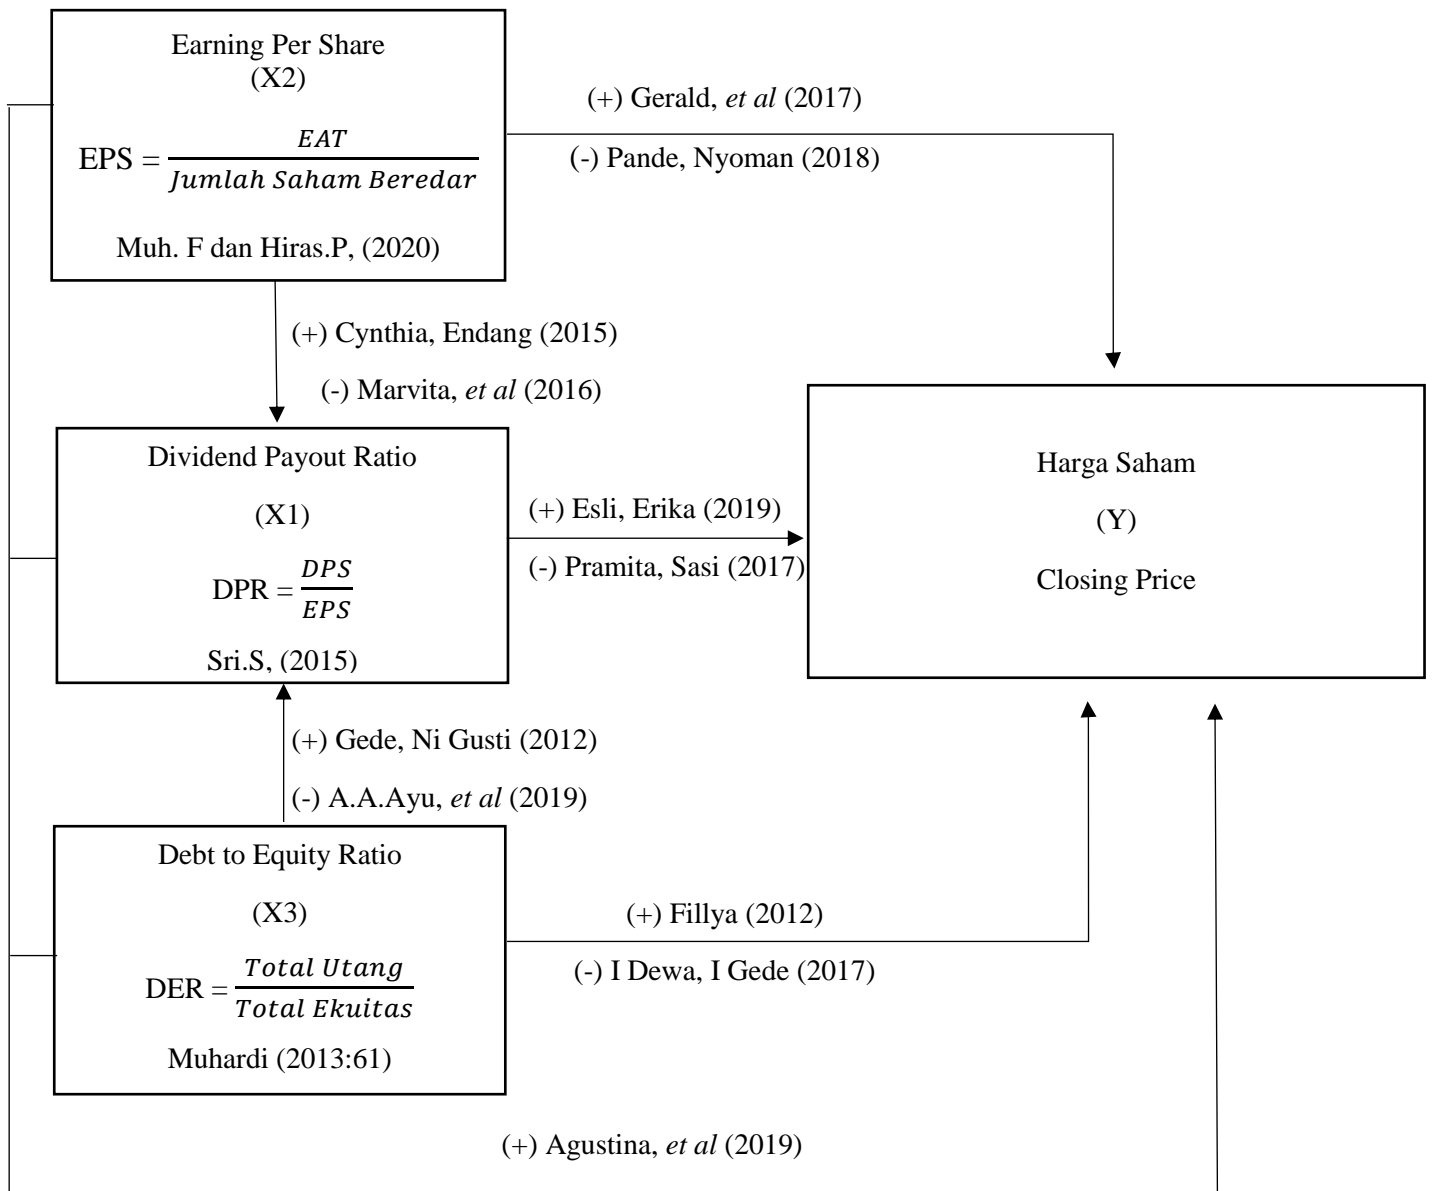 Earning Per Share
(X2)
EPS = EAT / Jumlah Saham Beredar
Muh. F dan Hiras.P, (2020)
(+) Gerald, et al (2017)
(-) Pande, Nyoman (2018)
(+) Cynthia, Endang (2015)
(-) Marvita, et al (2016)
Dividend Payout Ratio
(X1)
DPR = DPS / EPS
Sri.S, (2015)
(+) Esli, Erika (2019)
(-) Pramita, Sasi (2017)
Harga Saham
(Y)
Closing Price
(+) Gede, Ni Gusti (2012)
(-) A.A.Ayu, et al (2019)
Debt to Equity Ratio
(X3)
DER = Total Utang / Total Ekuitas
Muhardi (2013:61)
(+) Fillya (2012)
(-) I Dewa, I Gede (2017)
(+) Agustina, et al (2019)